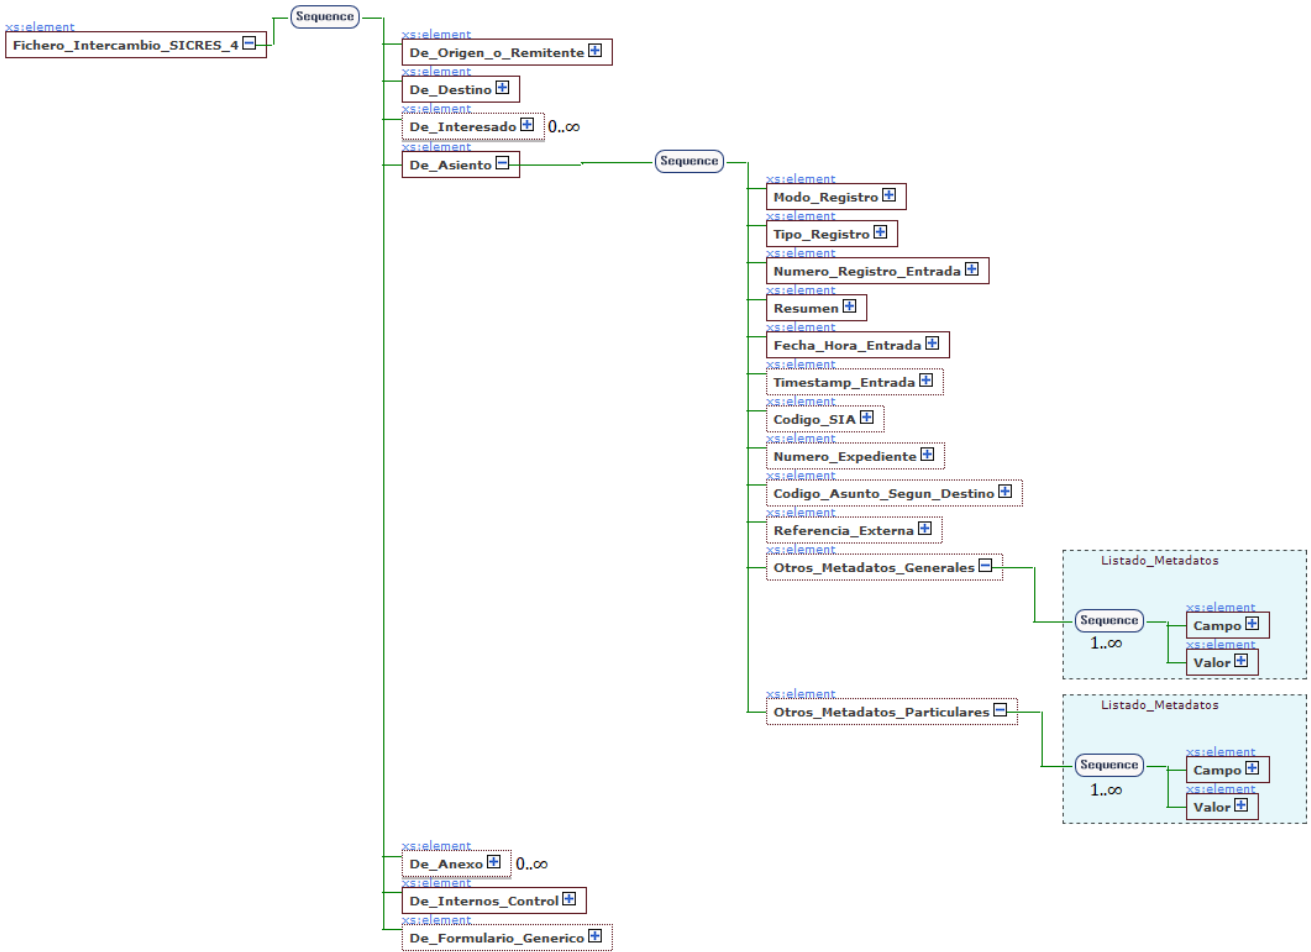 Sequence
xs:element
Fichero_Intercambio_SICRES_4
xs:element
De_Origen_o_Remitente
xs:element
De_Destino
xs:element
De_Interesado 0..∞
xs:element
De_Asiento
Sequence
xs:element
Modo_Registro
xs:element
Tipo_Registro
xs:element
Numero_Registro_Entrada
xs:element
Resumen
xs:element
Fecha_Hora_Entrada
xs:element
Timestamp_Entrada
xs:element
Codigo_SIA
xs:element
Numero_Expediente
xs:element
Codigo_Asunto_Segun_Destino
xs:element
Referencia_Externa
xs:element
Otros_Metadatos_Generales
Listado_Metadatos
Sequence
1..∞
xs:element
Campo
xs:element
Valor
xs:element
Otros_Metadatos_Particulares
Listado_Metadatos
Sequence
1..∞
xs:element
Campo
xs:element
Valor
xs:element
De_Anexo 0..∞
xs:element
De_Internos_Control
xs:element
De_Formulario_Generico